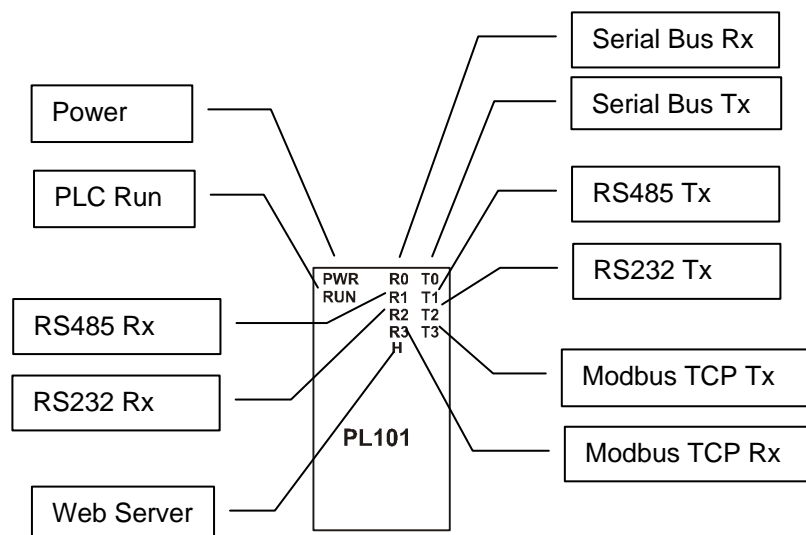 Serial Bus Rx
Power
Serial Bus Tx
PLC Run
RS485 Tx
RS232 Tx
PWR R0 T0
RUN R1 T1
R2 T2
R3 T3
H
RS485 Rx
RS232 Rx
Modbus TCP Tx
PL101
Modbus TCP Rx
Web Server